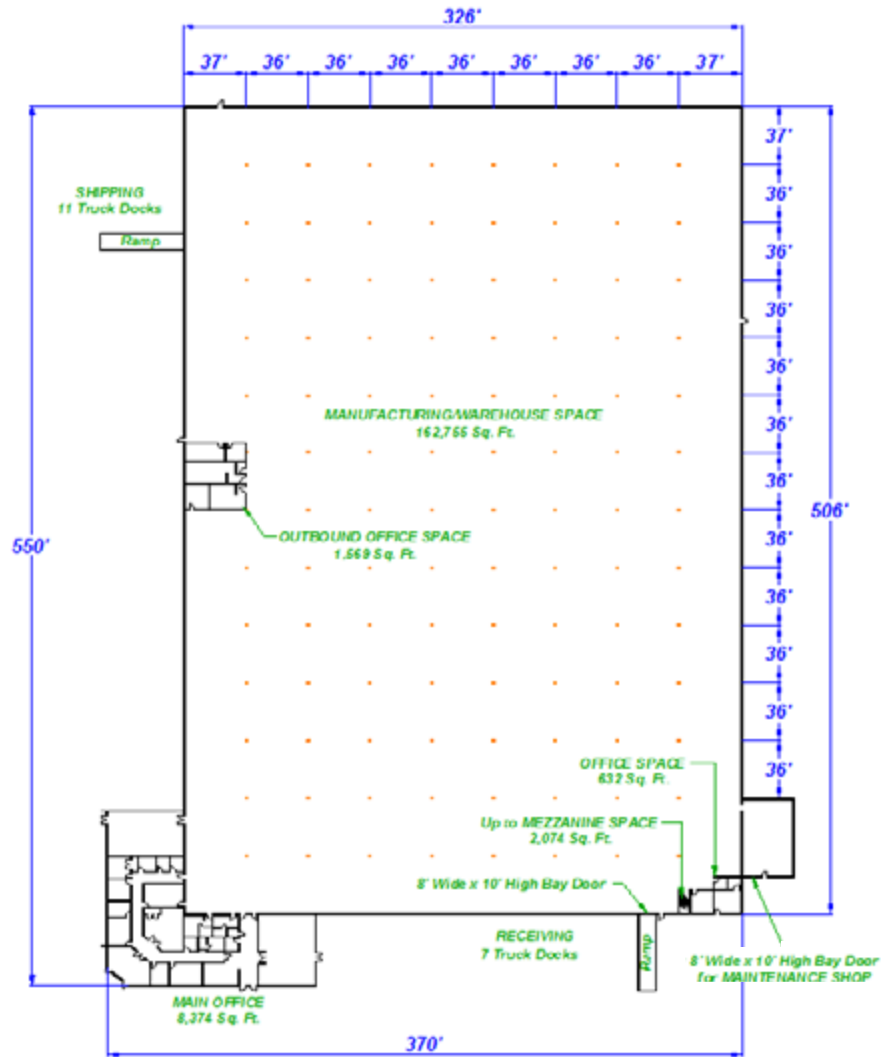 326'
37' 36' 36' 36' 36' 36' 36' 36' 37'
37'
36'
SHIPPING
11 Truck Docks
36'
Ramp
36'
36'
36'
MANUFACTURING/WAREHOUSE SPACE
162,755 Sq. Ft.
36'
506'
OUTBOUND OFFICE SPACE
1,569 Sq. Ft.
550'
36'
36'
36'
36'
36'
OFFICE SPACE
632 Sq. Ft.
Up to MEZZANINE SPACE
2,074 Sq. Ft.
8' Wide x 10' High Bay Door
RECEIVING
7 Truck Docks
Ramp
8' Wide x 10' High Bay Door
for MAINTENANCE SHOP
MAIN OFFICE
8,374 Sq. Ft.
370'